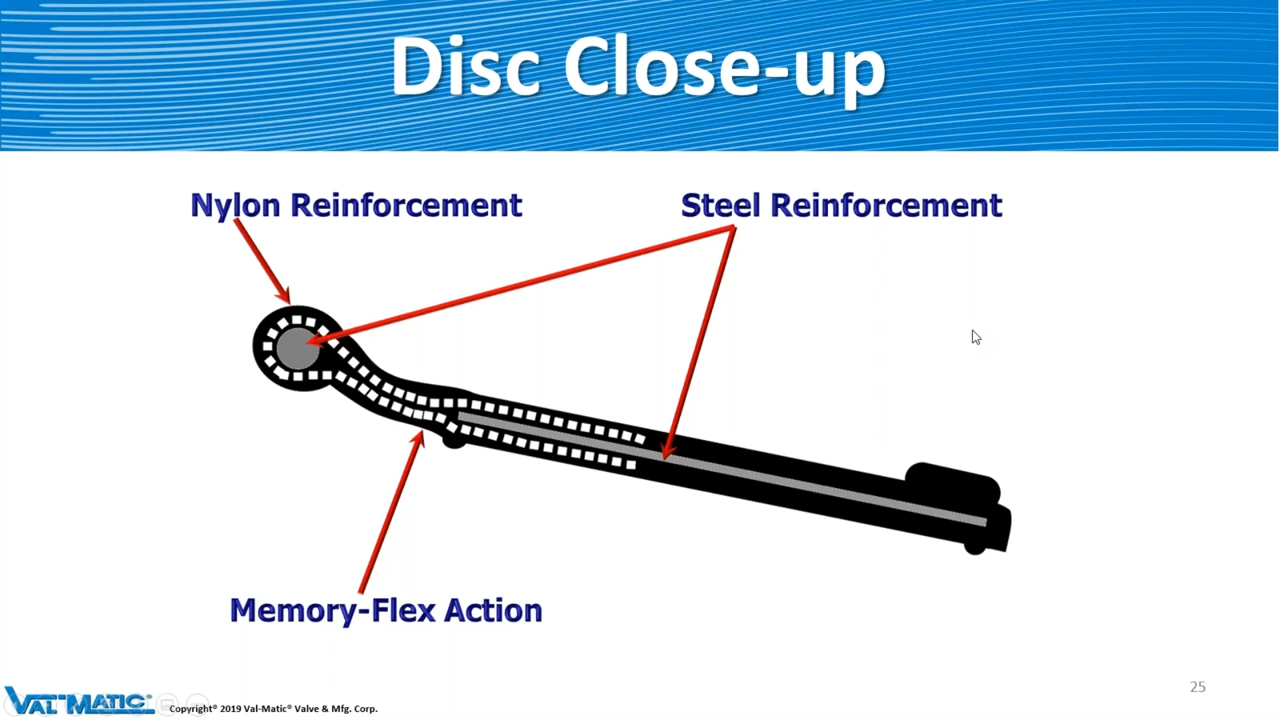 Disc Close-up
Nylon Reinforcement
Steel Reinforcement
Memory-Flex Action
25
VAL-MATIC®
Copyright® 2019 Val-Matic® Valve & Mfg. Corp.